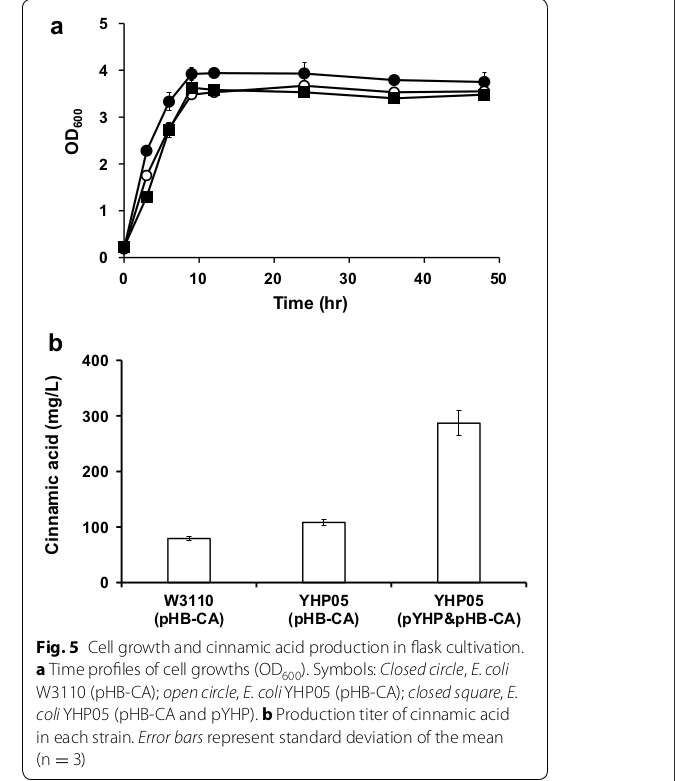 a
5
4
3
2
1
0
OD600
0 10 20 30 40 50
Time (hr)
b
400
300
200
100
0
Cinnamic acid (mg/L)
W3110 YHP05 YHP05
(pHB-CA) (pHB-CA) (pYHP&pHB-CA)
Fig. 5 Cell growth and cinnamic acid production in flask cultivation.
a Time profiles of cell growths (OD600). Symbols: Closed circle, E. coli
W3110 (pHB-CA); open circle, E. coli YHP05 (pHB-CA); closed square, E.
coli YHP05 (pHB-CA and pYHP). b Production titer of cinnamic acid
in each strain. Error bars represent standard deviation of the mean
(n = 3)